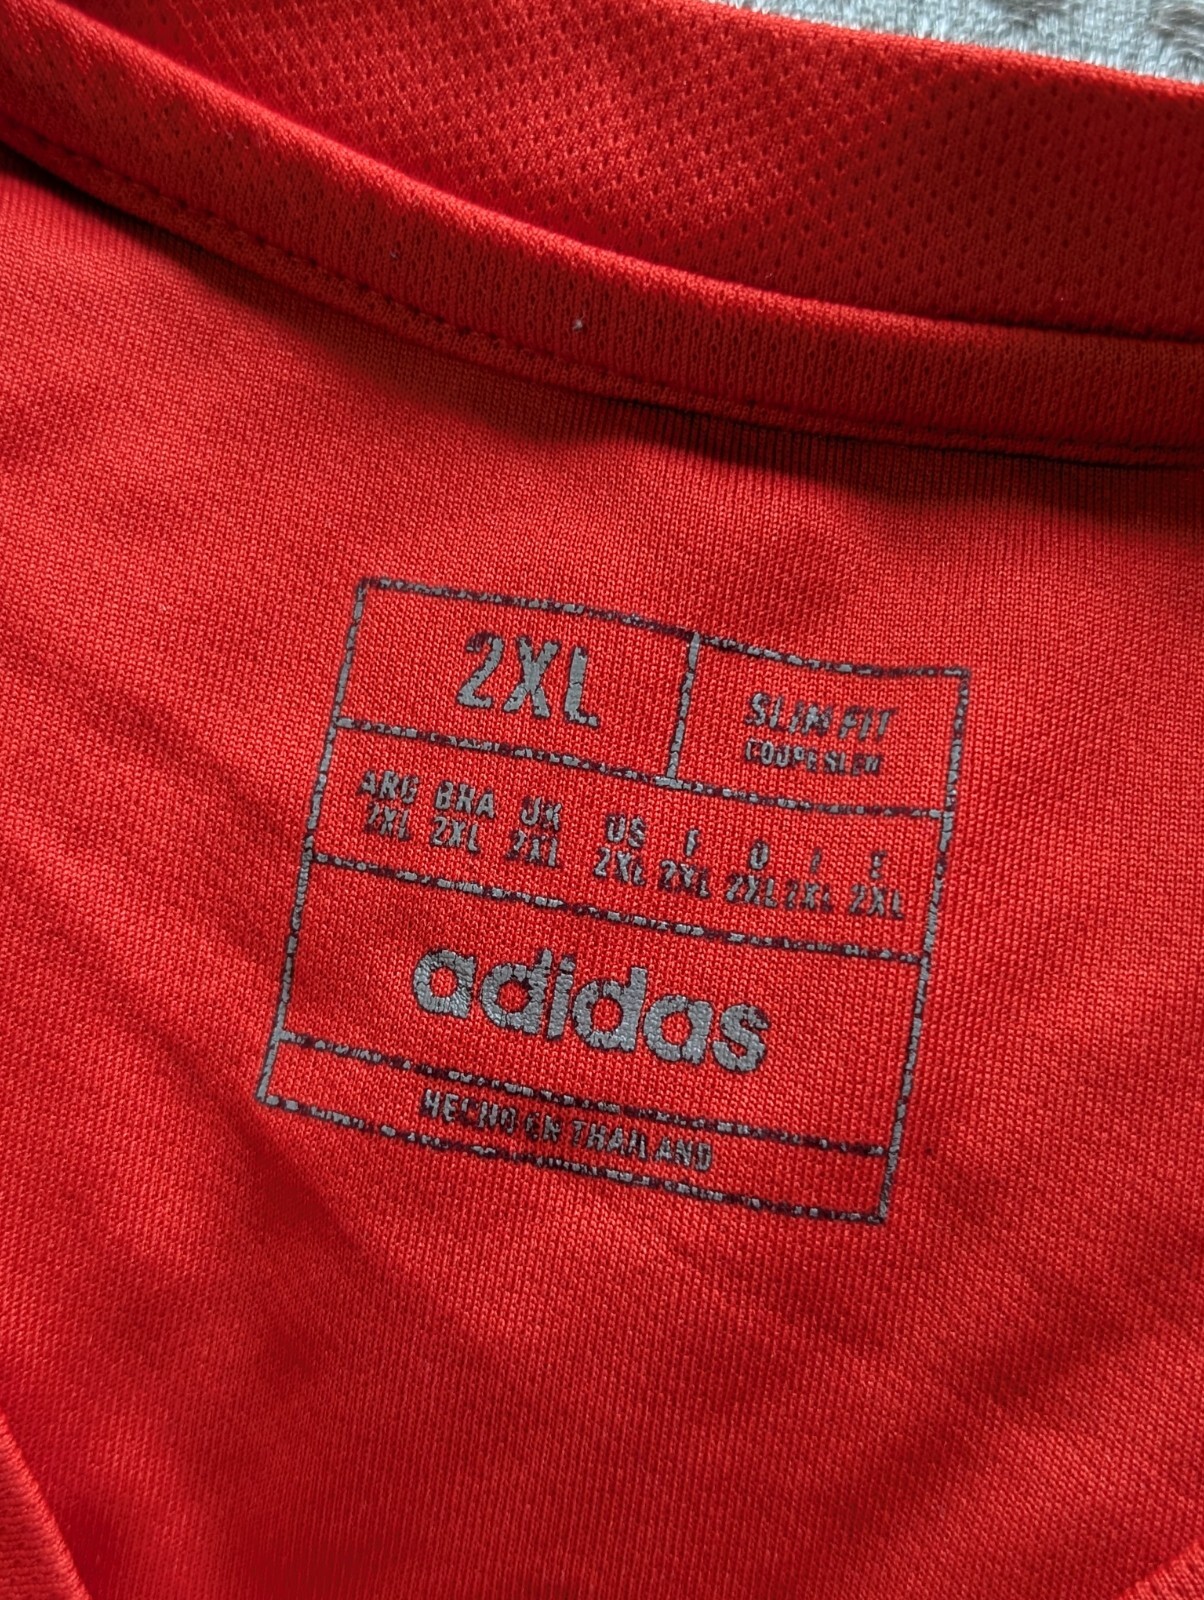 2XL
SLIM FIT
COUPE SLIM
ARG BRA UK US F D I E
2XL 2XL 2XL 2XL 2XL 2XL 2XL 2XL
adidas
HECHO EN THAILAND